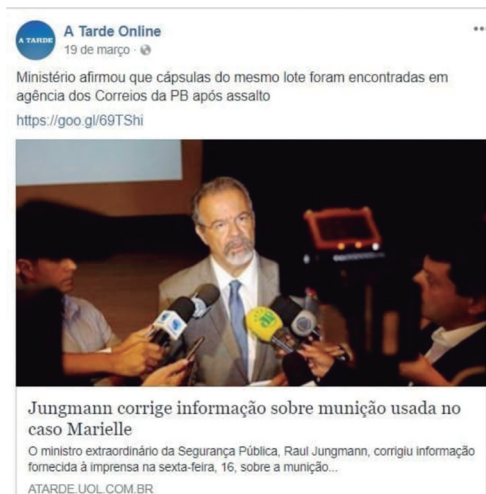 A TARDE
A Tarde Online
19 de março ·
Ministério afirmou que cápsulas do mesmo lote foram encontradas em
agência dos Correios da PB após assalto
https://goo.gl/69TShi
Jungmann corrige informação sobre munição usada no
caso Marielle
O ministro extraordinário da Segurança Pública, Raul Jungmann, corrigiu informação
fornecida à imprensa na sexta-feira, 16, sobre a munição...
ATARDE.UOL.COM.BR